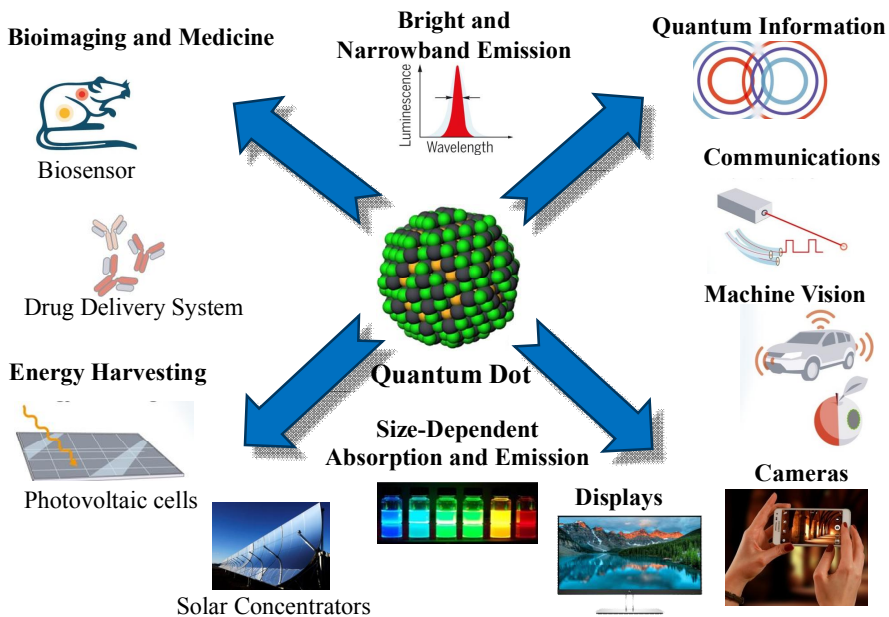 Bioimaging and Medicine
Biosensor
Drug Delivery System
Bright and
Narrowband Emission
Luminescence
Wavelength
Quantum Information
Communications
Machine Vision
Quantum Dot
Energy Harvesting
Photovoltaic cells
Solar Concentrators
Size-Dependent
Absorption and Emission
Displays
Cameras